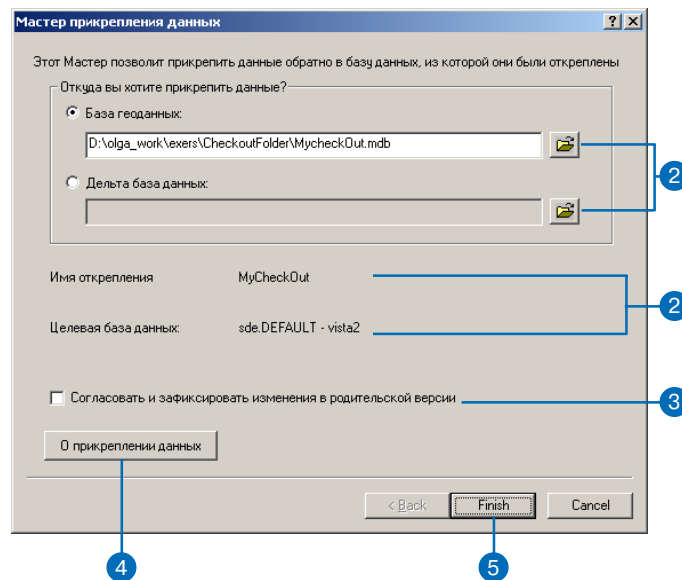 Мастер прикрепления данных
Этот Мастер позволит прикрепить данные обратно в базу данных, из которой они были откреплены
Откуда вы хотите прикрепить данные?
База геоданных:
D:\olga_work\exers\CheckoutFolder\MycheckOut.mdb
2
Дельта база данных:
Имя открепления MyCheckOut
2
Целевая база данных: sde.DEFAULT - vista2
Согласовать и зафиксировать изменения в родительской версии
3
О прикреплении данных
< Back Finish Cancel
4 5